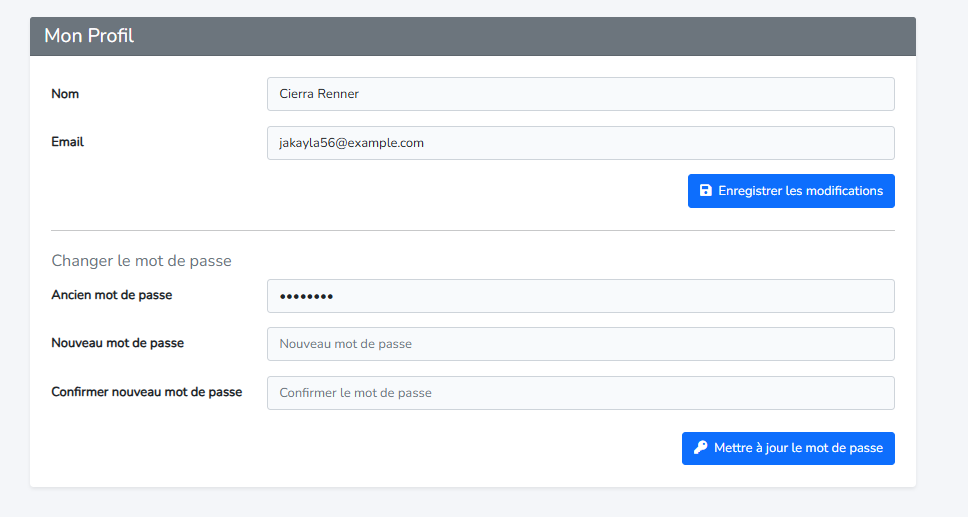 Mon Profil
Nom
Cierra Renner
Email
jakayla56@example.com
Enregistrer les modifications
Changer le mot de passe
Ancien mot de passe
••••••••
Nouveau mot de passe
Nouveau mot de passe
Confirmer nouveau mot de passe
Confirmer le mot de passe
Mettre à jour le mot de passe